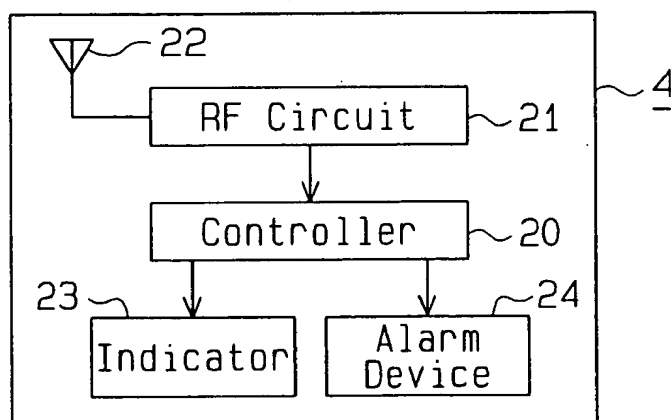 22
4
RF Circuit
21
Controller
20
23
24
Indicator
Alarm
Device